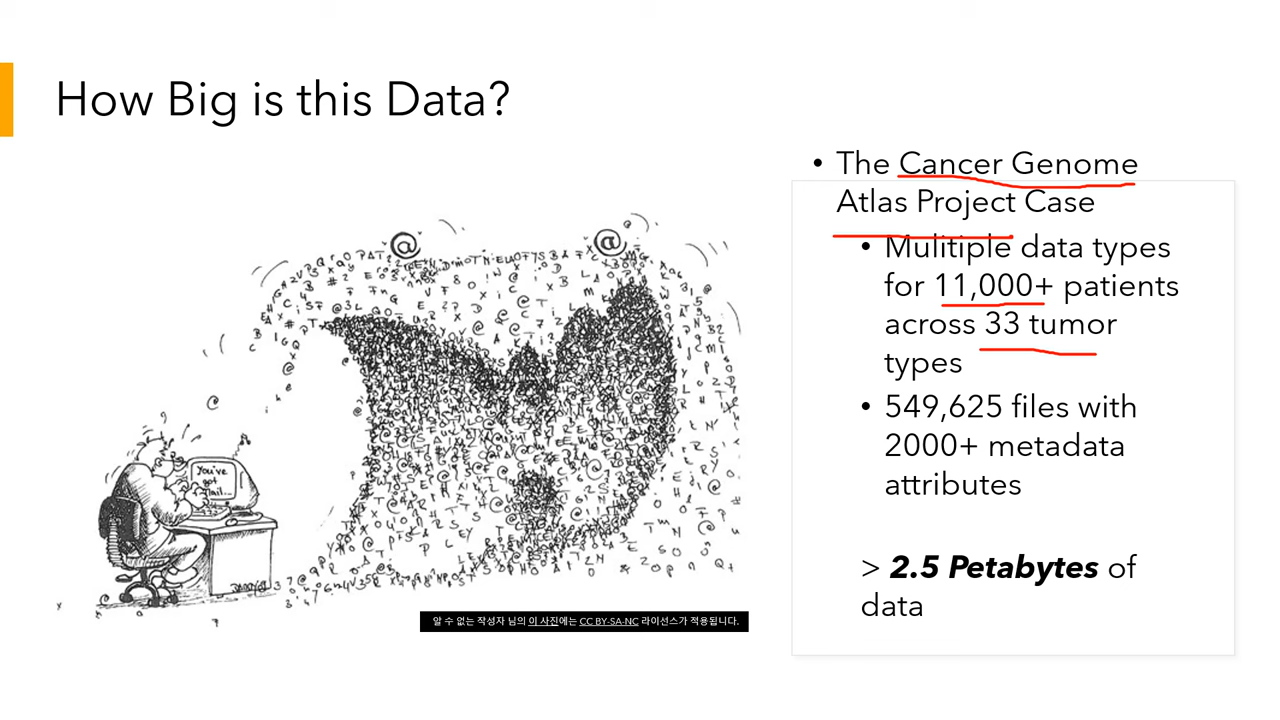 How Big is this Data?
• The Cancer Genome
Atlas Project Case
• Mulitiple data types
for 11,000+ patients
across 33 tumor
types
• 549,625 files with
2000+ metadata
attributes
> 2.5 Petabytes of
data
You've
got
알 수 없는 작성자 님의 이 사진에는 CC BY-SA-NC 라이선스가 적용됩니다.